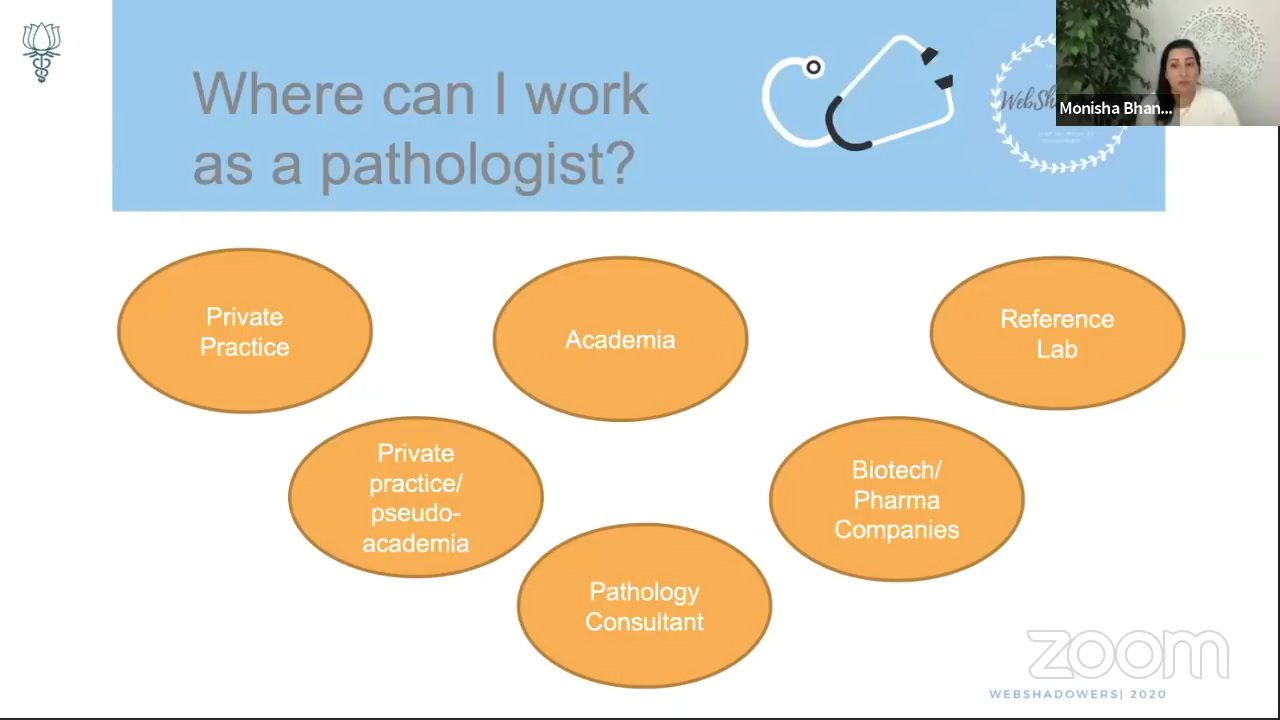 Where can I work
as a pathologist?
Monisha Bhan...
Private
Practice
Academia
Reference
Lab
Private
practice/
pseudo-
academia
Biotech/
Pharma
Companies
Pathology
Consultant
zoom
WEBSHADOWERS| 2020